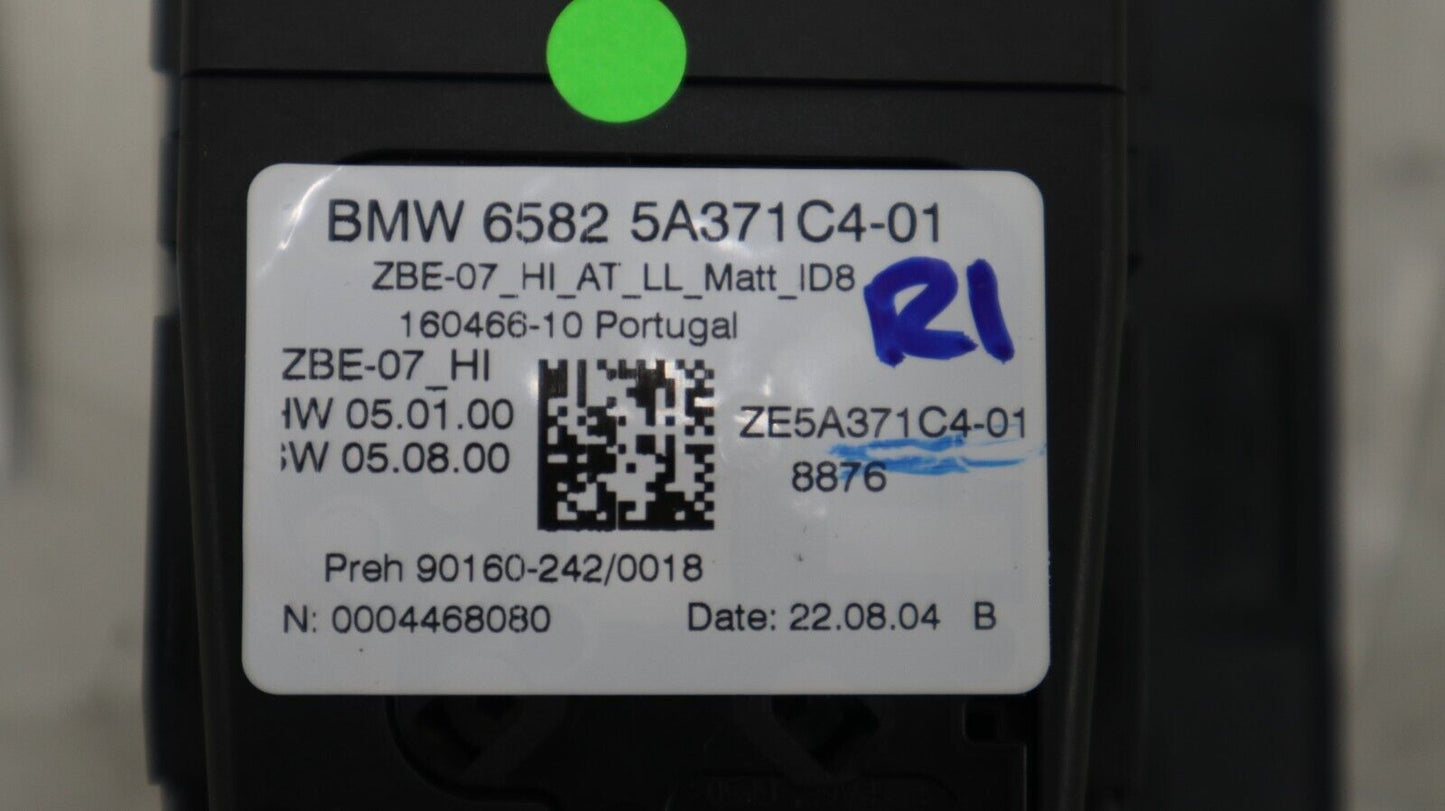 BMW 6582 5A371C4-01
ZBE-07_HI_AT_LL_Matt_ID8
R1
160466-10 Portugal
ZBE-07_HI
HW 05.01.00
SW 05.08.00
ZE5A371C4-01
8876
Preh 90160-242/0018
N: 0004468080 Date: 22.08.04 B